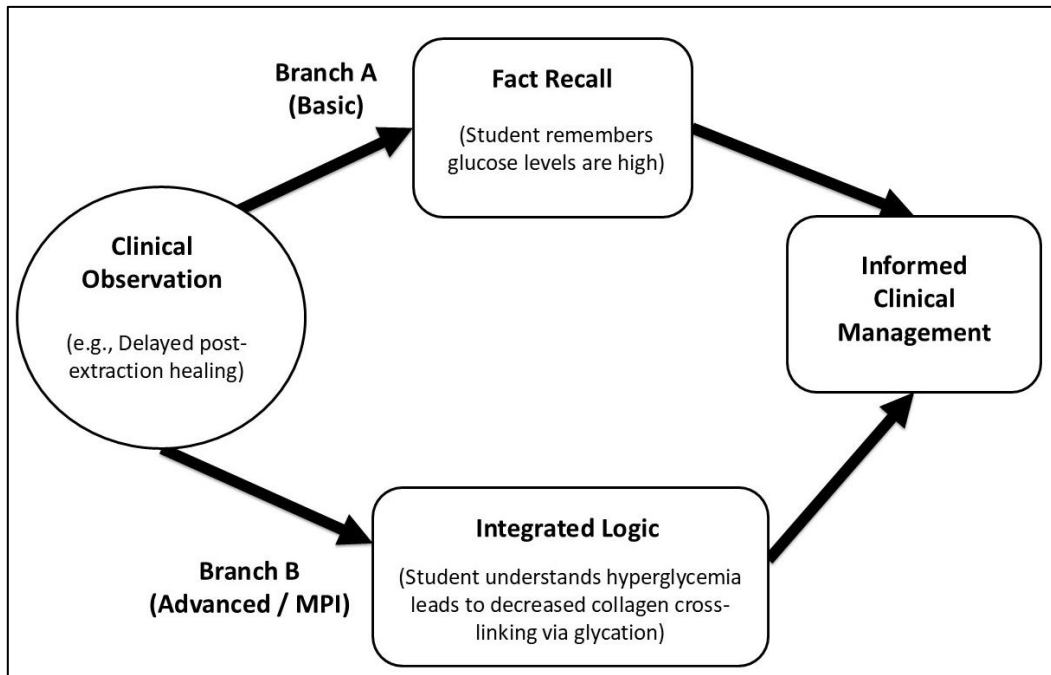 Branch A
(Basic)
Fact Recall
(Student remembers
glucose levels are high)
Clinical
Observation
(e.g., Delayed post-
extraction healing)
Informed
Clinical
Management
Branch B
(Advanced / MPI)
Integrated Logic
(Student understands hyperglycemia
leads to decreased collagen cross-
linking via glycation)